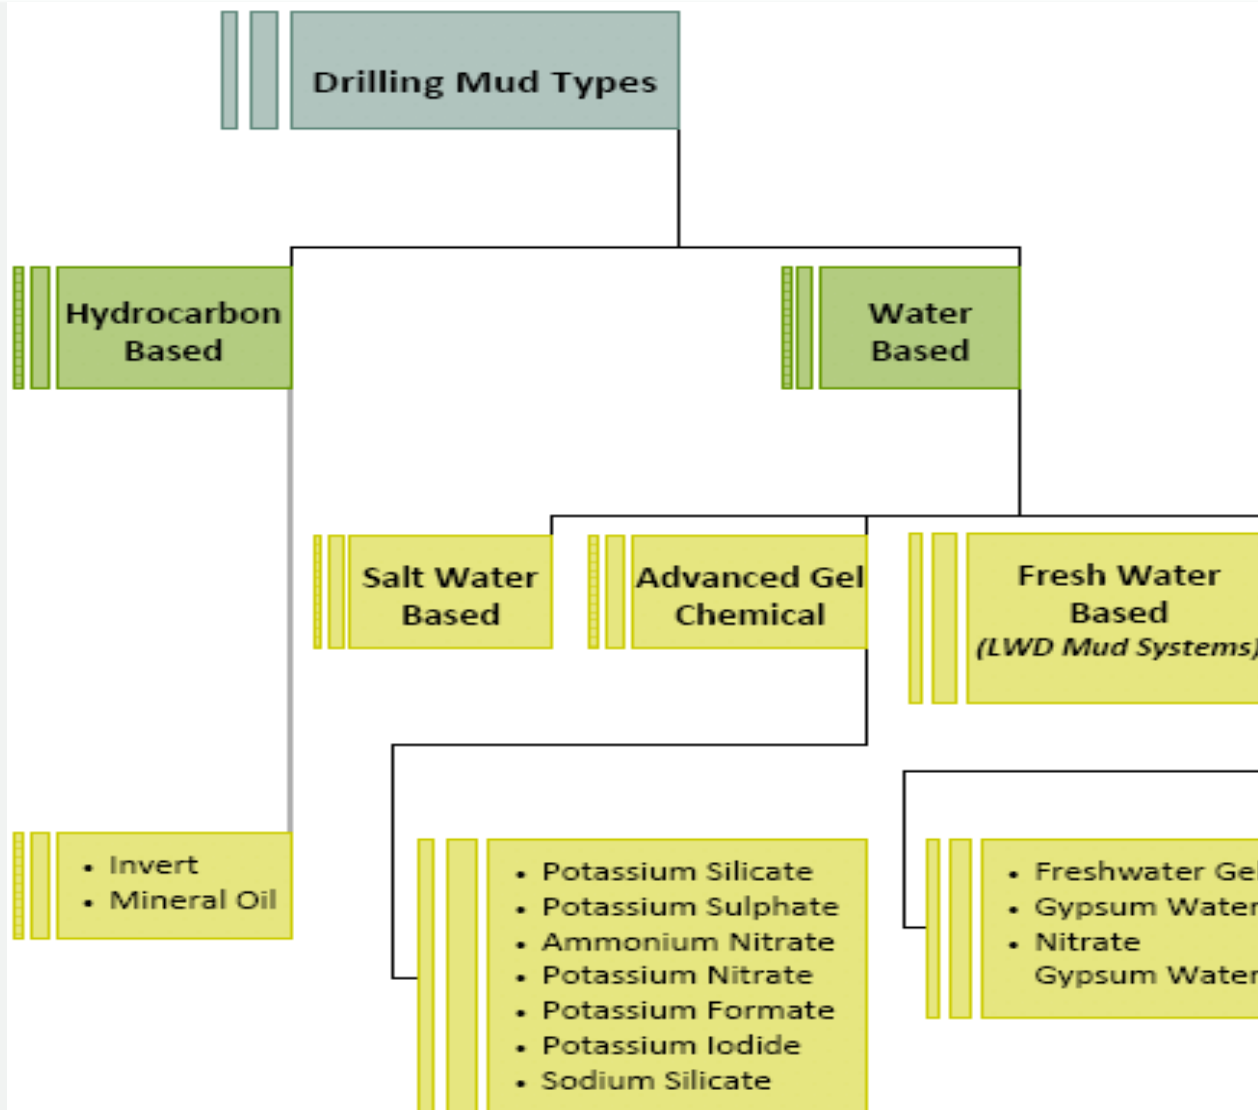 Drilling Mud Types
Hydrocarbon
Based
Water
Based
Salt Water
Based
Advanced Gel
Chemical
Fresh Water
Based
(LWD Mud Systems)
• Invert
• Mineral Oil
• Potassium Silicate
• Potassium Sulphate
• Ammonium Nitrate
• Potassium Nitrate
• Potassium Formate
• Potassium Iodide
• Sodium Silicate
• Freshwater Gel
• Gypsum Water
• Nitrate
Gypsum Water